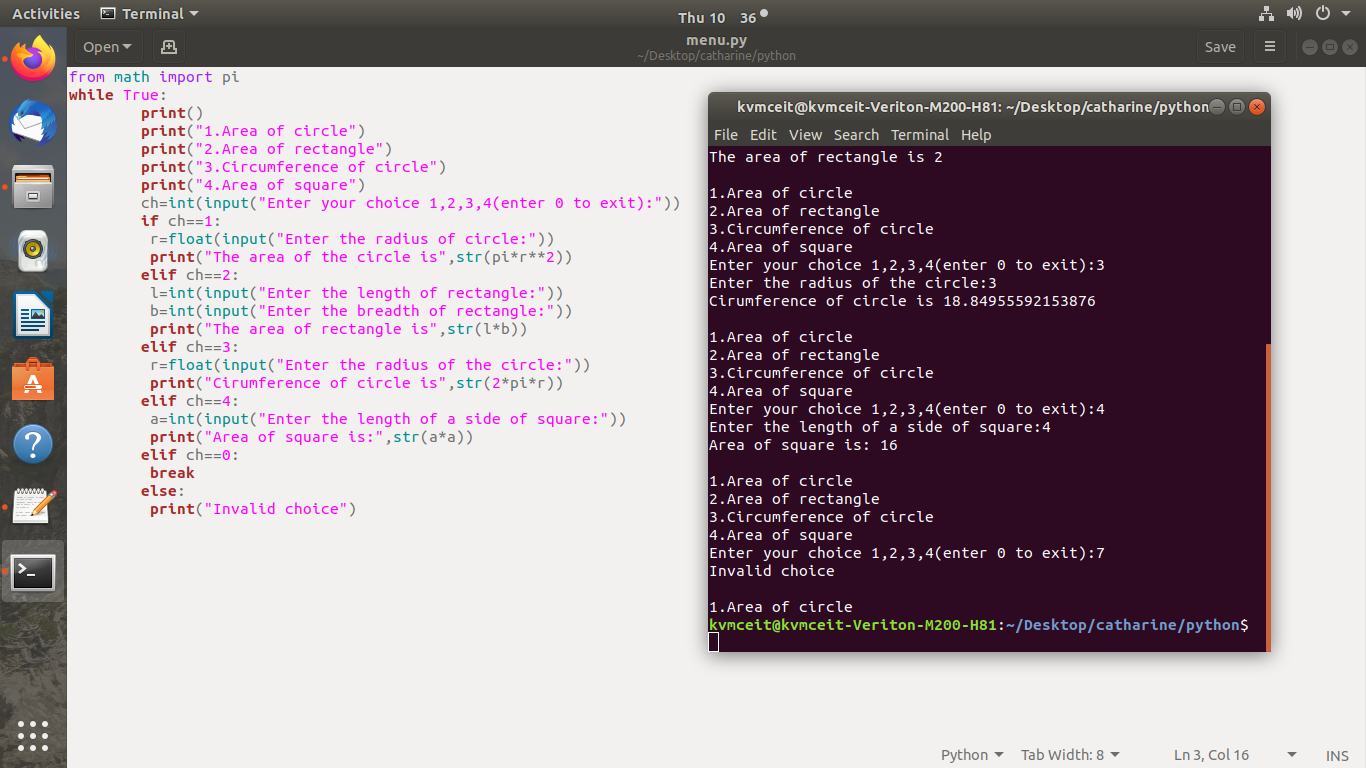 Activities
Terminal
Thu 10 36
Open
menu.py
~/Desktop/catharine/python
Save
from math import pi
while True:
print()
print("1.Area of circle")
print("2.Area of rectangle")
print("3.Circumference of circle")
print("4.Area of square")
ch=int(input("Enter your choice 1,2,3,4(enter 0 to exit):"))
if ch==1:
r=float(input("Enter the radius of circle:"))
print("The area of the circle is",str(pi*r**2))
elif ch==2:
l=int(input("Enter the length of rectangle:"))
b=int(input("Enter the breadth of rectangle:"))
print("The area of rectangle is",str(l*b))
elif ch==3:
r=float(input("Enter the radius of the circle:"))
print("Cirumference of circle is",str(2*pi*r))
elif ch==4:
a=int(input("Enter the length of a side of square:"))
print("Area of square is:",str(a*a))
elif ch==0:
break
else:
print("Invalid choice")
kvmceit@kvmceit-Veriton-M200-H81: ~/Desktop/catharine/python
File Edit View Search Terminal Help
The area of rectangle is 2
1.Area of circle
2.Area of rectangle
3.Circumference of circle
4.Area of square
Enter your choice 1,2,3,4(enter 0 to exit):3
Enter the radius of the circle:3
Cirumference of circle is 18.84955592153876
1.Area of circle
2.Area of rectangle
3.Circumference of circle
4.Area of square
Enter your choice 1,2,3,4(enter 0 to exit):4
Enter the length of a side of square:4
Area of square is: 16
1.Area of circle
2.Area of rectangle
3.Circumference of circle
4.Area of square
Enter your choice 1,2,3,4(enter 0 to exit):7
Invalid choice
1.Area of circle
kvmceit@kvmceit-Veriton-M200-H81:~/Desktop/catharine/python$
Python Tab Width: 8 Ln 3, Col 16 INS